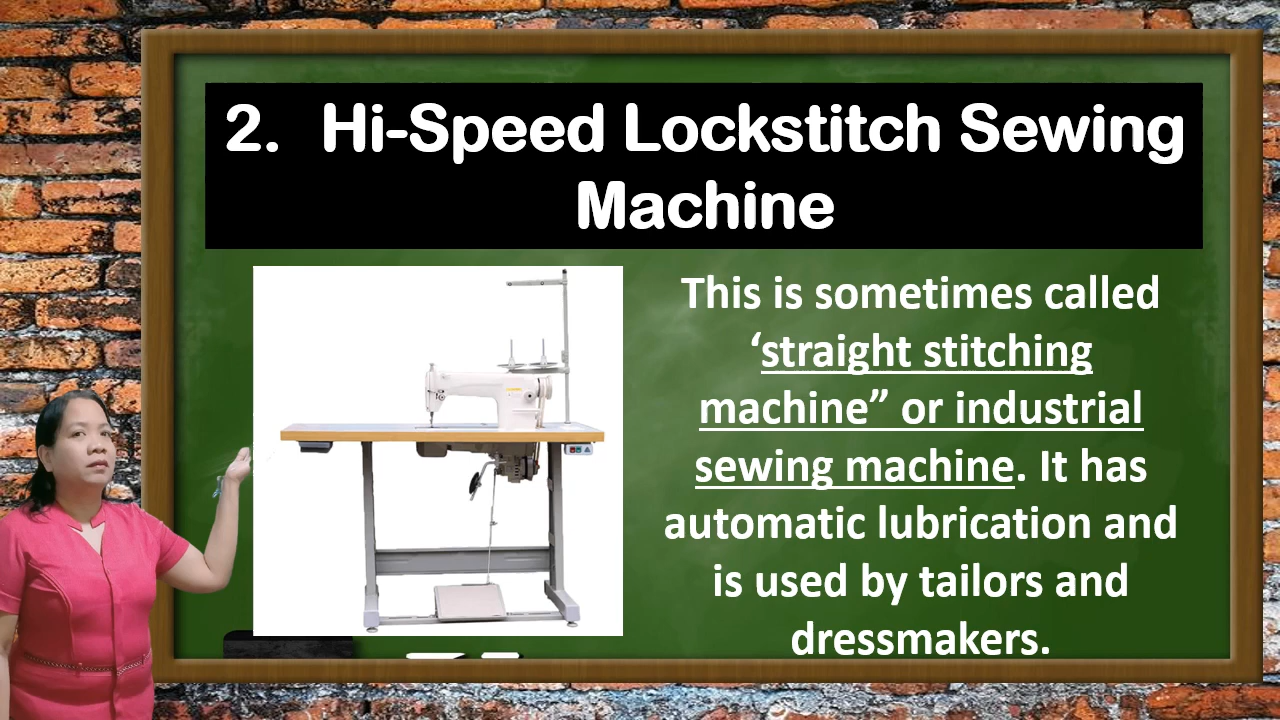 2. Hi-Speed Lockstitch Sewing
Machine
This is sometimes called
‘straight stitching
machine” or industrial
sewing machine. It has
automatic lubrication and
is used by tailors and
dressmakers.